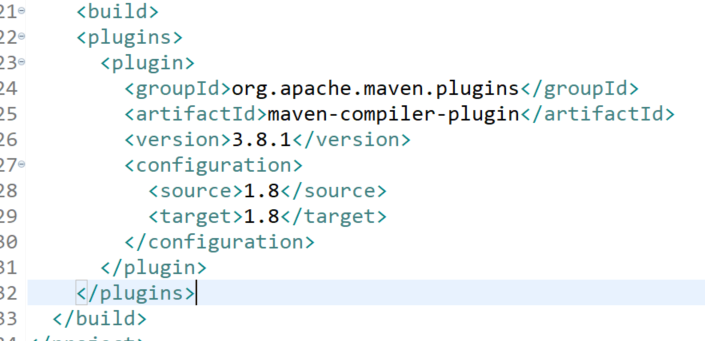 21 <build>
22 <plugins>
23 <plugin>
24 <groupId>org.apache.maven.plugins</groupId>
25 <artifactId>maven-compiler-plugin</artifactId>
26 <version>3.8.1</version>
27 <configuration>
28 <source>1.8</source>
29 <target>1.8</target>
30 </configuration>
31 </plugin>
32 </plugins>
33 </build>
34 </project>